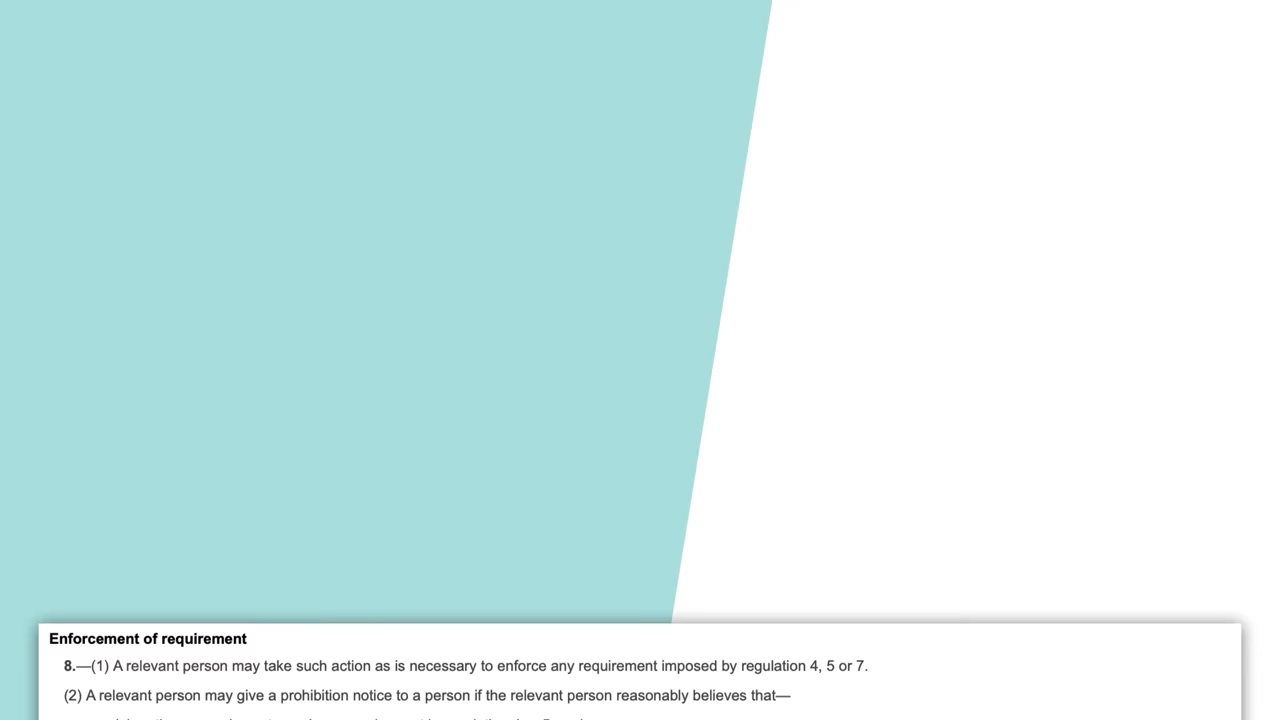 Enforcement of requirement
8.—(1) A relevant person may take such action as is necessary to enforce any requirement imposed by regulation 4, 5 or 7.
(2) A relevant person may give a prohibition notice to a person if the relevant person reasonably believes that—